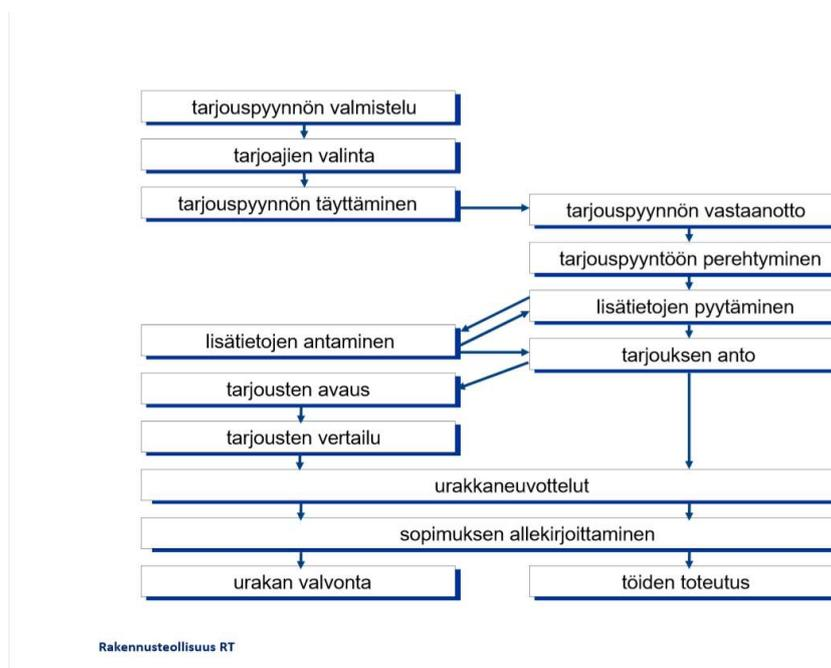 tarjouspyynnön valmistelu
tarjoajien valinta
tarjouspyynnön täyttäminen
tarjouspyynnön vastaanotto
tarjouspyyntöön perehtyminen
lisätietojen pyytäminen
lisätietojen antaminen
tarjouksen anto
tarjousten avaus
tarjousten vertailu
urakkaneuvottelut
sopimuksen allekirjoittaminen
urakan valvonta
töiden toteutus
Rakennusteollisuus RT